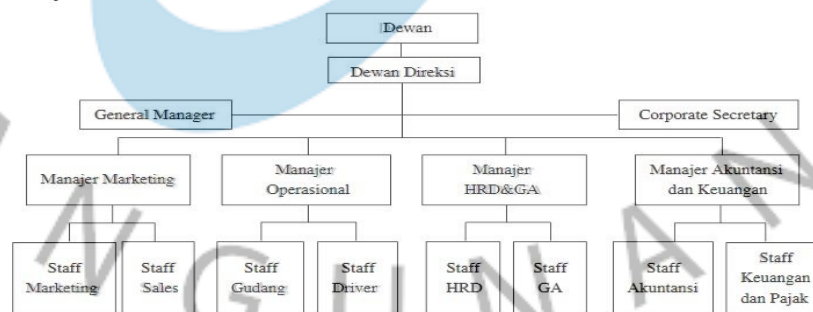 Dewan
Dewan Direksi
General Manager
Corporate Secretary
Manajer Marketing
Manajer
Operasional
Manajer
HRD&GA
Manajer Akuntansi
dan Keuangan
Staff
Marketing
Staff
Sales
Staff
Gudang
Staff
Driver
Staff
HRD
Staff
GA
Staff
Akuntansi
Staff
Keuangan
dan Pajak
NGUNAN